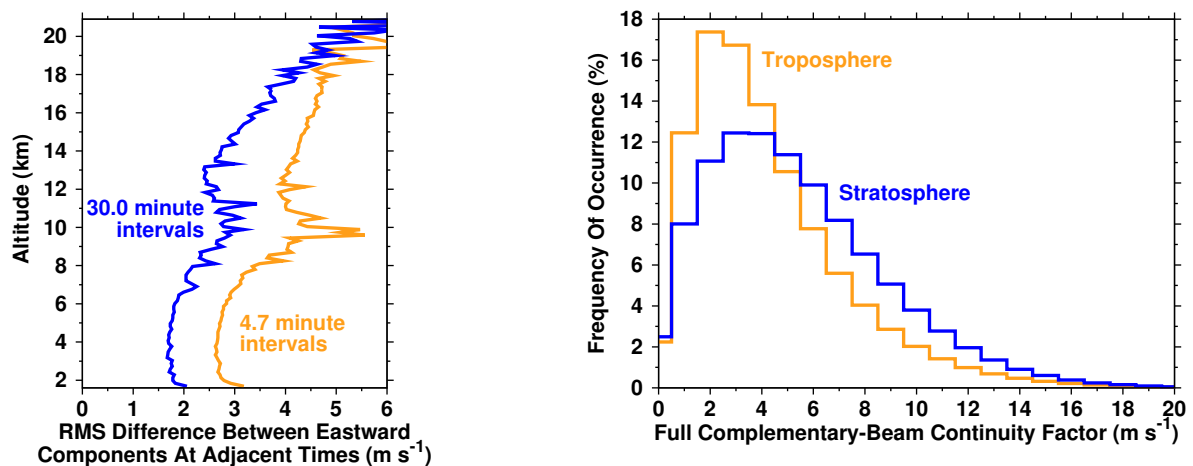 20
18
16
14
12
10
8
6
4
2
Altitude (km)
30.0 minute
intervals
4.7 minute
intervals
0 1 2 3 4 5 6
RMS Difference Between Eastward
Components At Adjacent Times (m s-1)
18
16
14
12
10
8
6
4
2
0
Frequency Of Occurrence (%)
Troposphere
Stratosphere
0 2 4 6 8 10 12 14 16 18 20
Full Complementary-Beam Continuity Factor (m s-1)